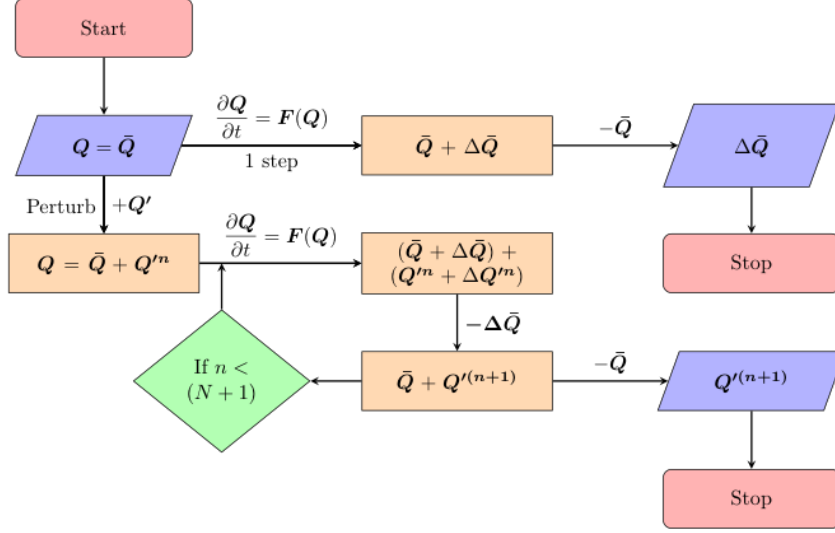 Start
Q = Q̄
∂Q/∂t = F(Q)
1 step
Q̄ + ΔQ̄
−Q̄
ΔQ̄
Perturb
+Q′
Q = Q̄ + Q′ⁿ
∂Q/∂t = F(Q)
(Q̄ + ΔQ̄) +
(Q′ⁿ + ΔQ′ⁿ)
Stop
−ΔQ̄
If n <
(N + 1)
Q̄ + Q′⁽ⁿ⁺¹⁾
−Q̄
Q′⁽ⁿ⁺¹⁾
Stop